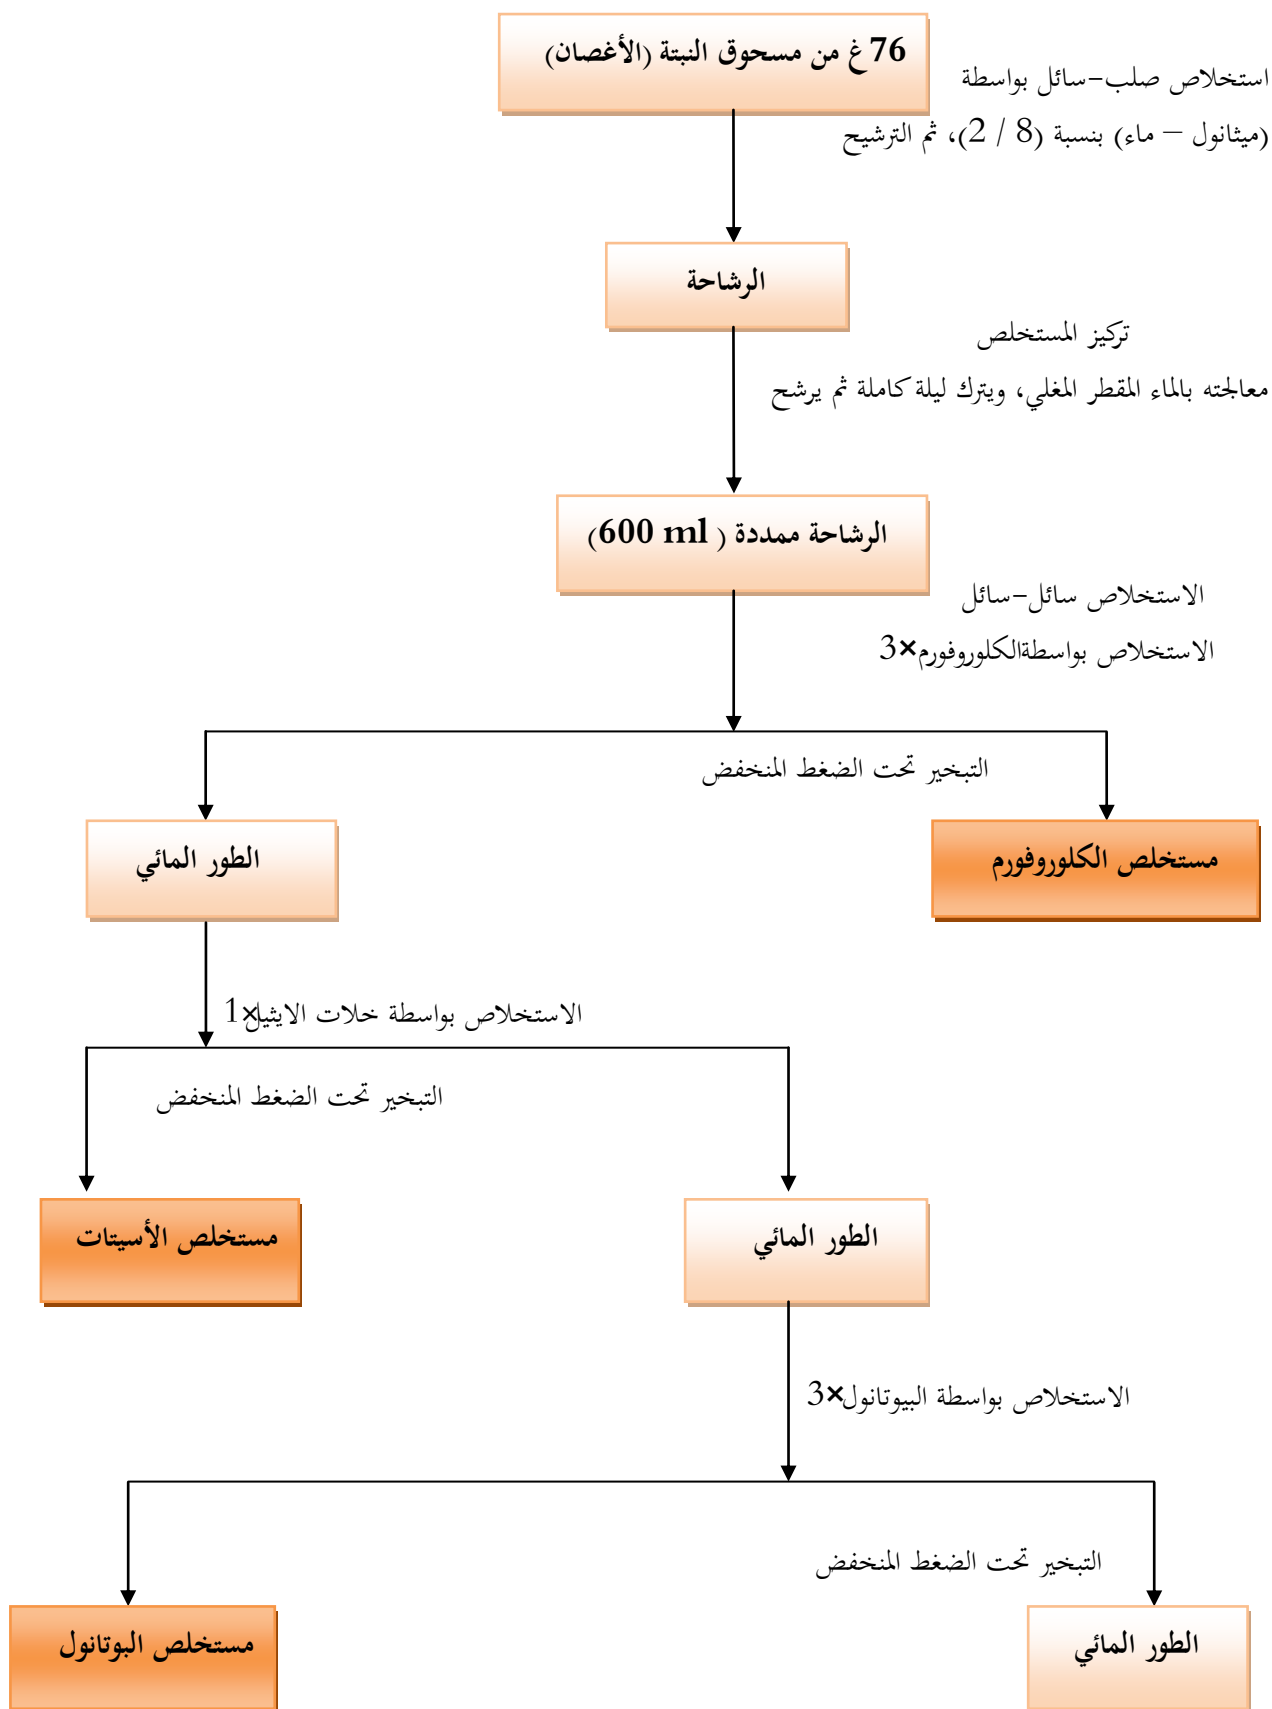 76 غ من مسحوق النبتة (الأغصان)
استخلاص صلب-سائل بواسطة
(ميثانول – ماء) بنسبة (8 / 2)، ثم الترشيح
الرشاحة
تركيز المستخلص
معالجته بالماء المقطر المغلي، ويترك ليلة كاملة ثم يرشح
الرشاحة ممددة ( 600 ml)
الاستخلاص سائل-سائل
الاستخلاص بواسطةالكلوروفورم×3
التبخير تحت الضغط المنخفض
مستخلص الكلوروفورم
الطور المائي
الاستخلاص بواسطة خلات الايثيل×1
التبخير تحت الضغط المنخفض
الطور المائي
مستخلص الأسيتات
الاستخلاص بواسطة البيوتانول×3
التبخير تحت الضغط المنخفض
الطور المائي
مستخلص البوتانول